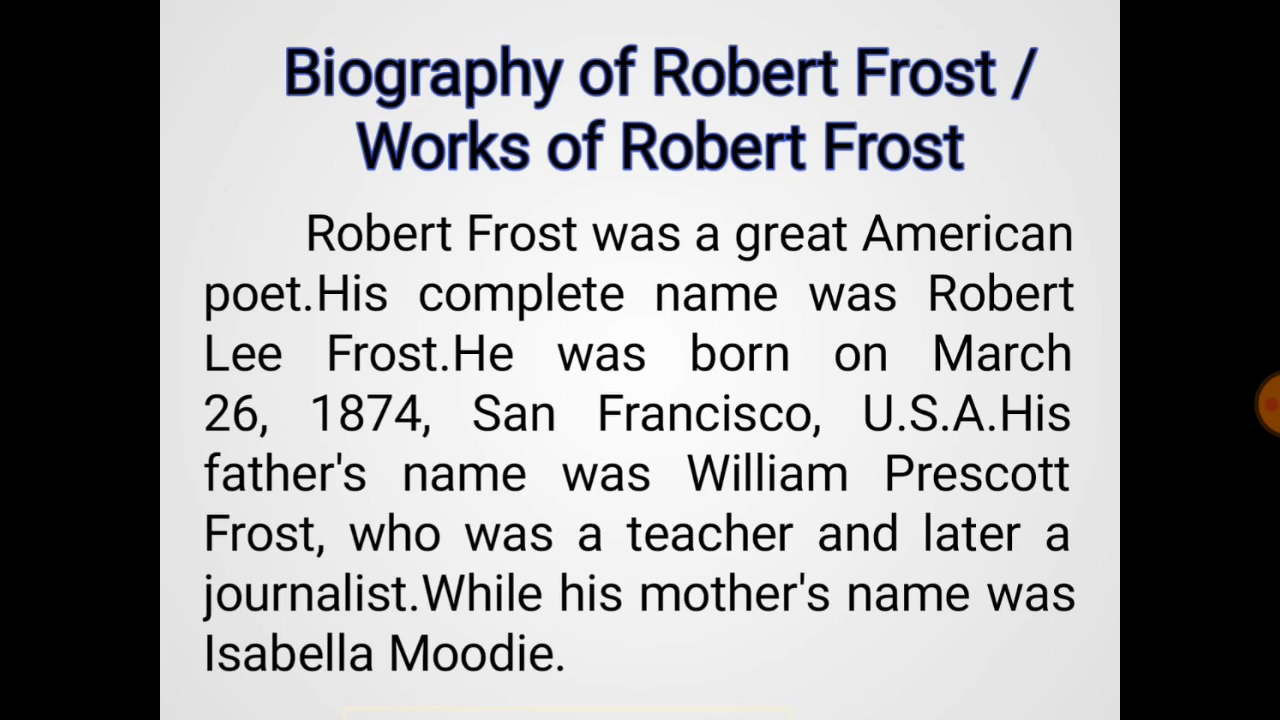 Biography of Robert Frost /
Works of Robert Frost
Robert Frost was a great American
poet.His complete name was Robert
Lee Frost.He was born on March
26, 1874, San Francisco, U.S.A.His
father's name was William Prescott
Frost, who was a teacher and later a
journalist.While his mother's name was
Isabella Moodie.